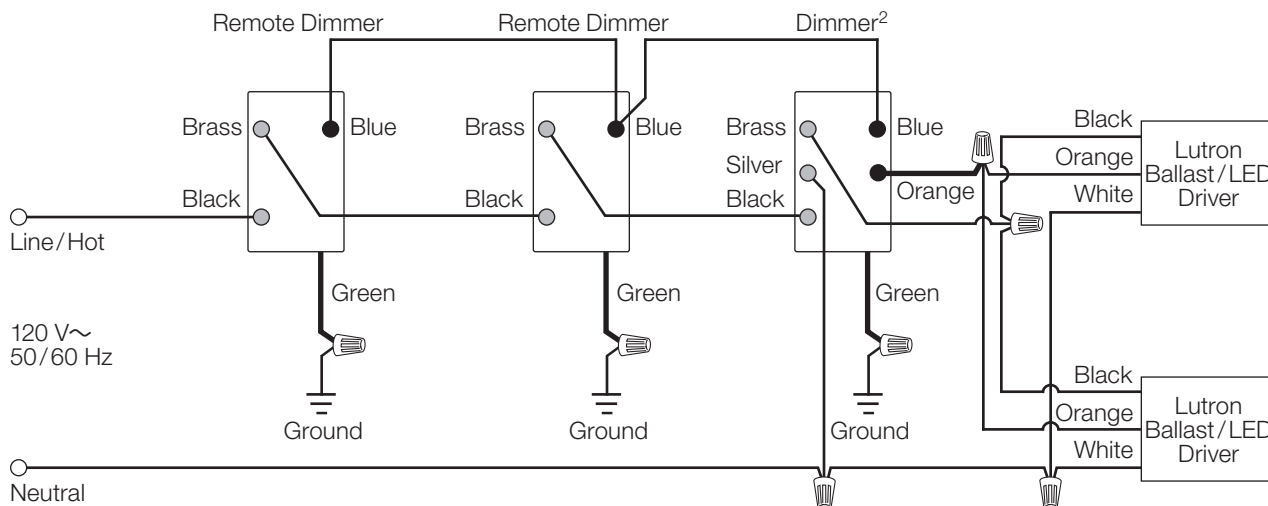 Remote Dimmer
Remote Dimmer
Dimmer²
Brass
Blue
Black
Brass
Blue
Black
Brass
Blue
Silver
Orange
Black
Black
Orange
White
Lutron
Ballast/LED
Driver
Line/Hot
Green
Green
Green
120 V~
50/60 Hz
Ground
Ground
Ground
Black
Orange
White
Lutron
Ballast/LED
Driver
Neutral